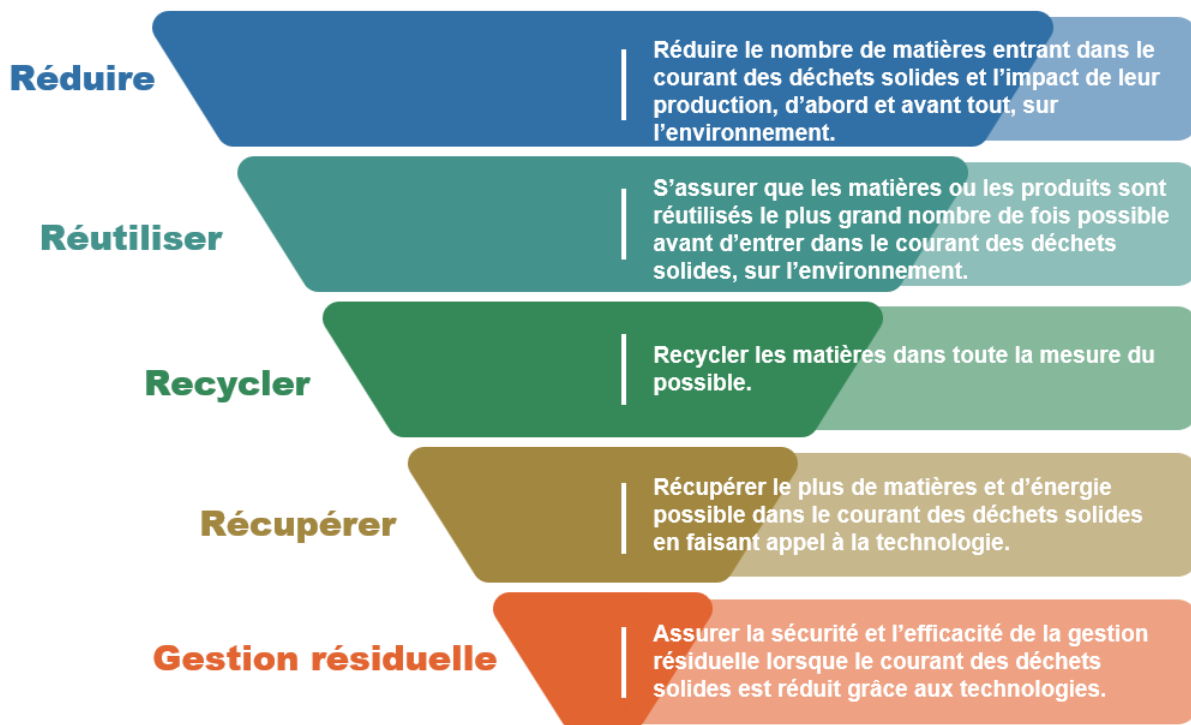 Réduire
Réduire le nombre de matières entrant dans le
courant des déchets solides et l’impact de leur
production, d’abord et avant tout, sur
l’environnement.
Réutiliser
S’assurer que les matières ou les produits sont
réutilisés le plus grand nombre de fois possible
avant d’entrer dans le courant des déchets
solides, sur l’environnement.
Recycler
Recycler les matières dans toute la mesure du
possible.
Récupérer
Récupérer le plus de matières et d’énergie
possible dans le courant des déchets solides
en faisant appel à la technologie.
Gestion résiduelle
Assurer la sécurité et l’efficacité de la gestion
résiduelle lorsque le courant des déchets
solides est réduit grâce aux technologies.